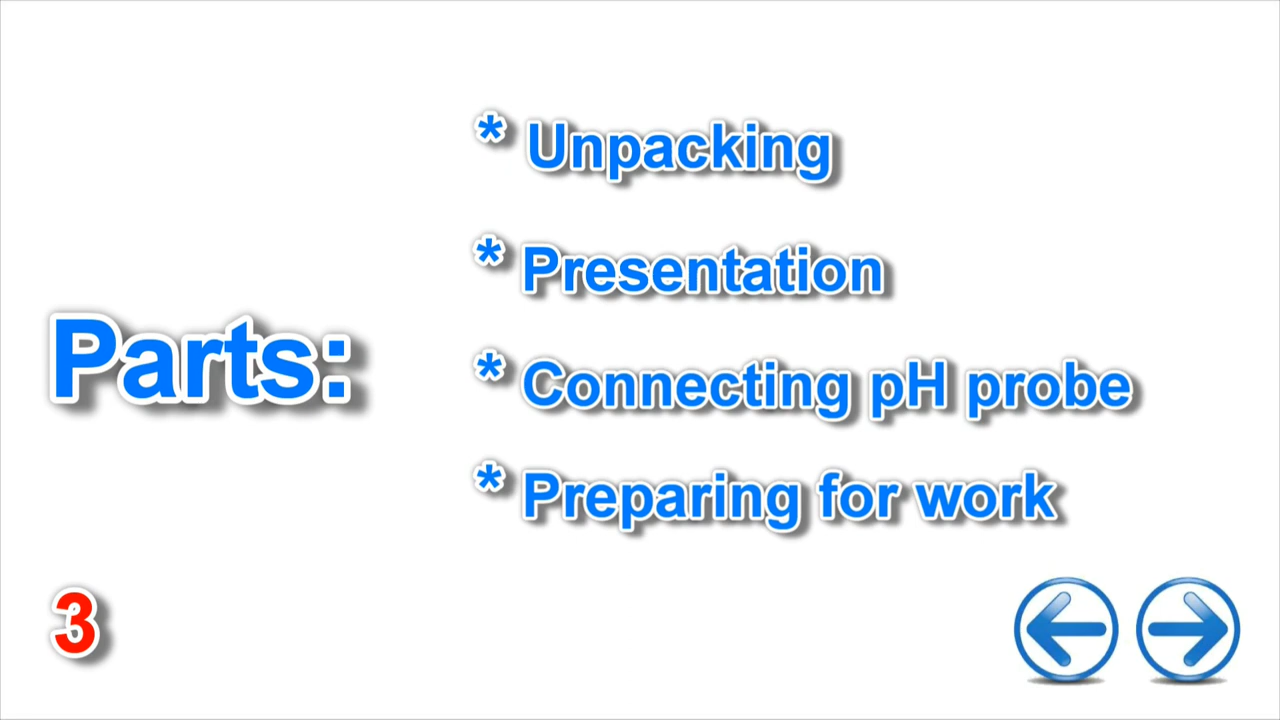 Parts:
* Unpacking
* Presentation
* Connecting pH probe
* Preparing for work
3